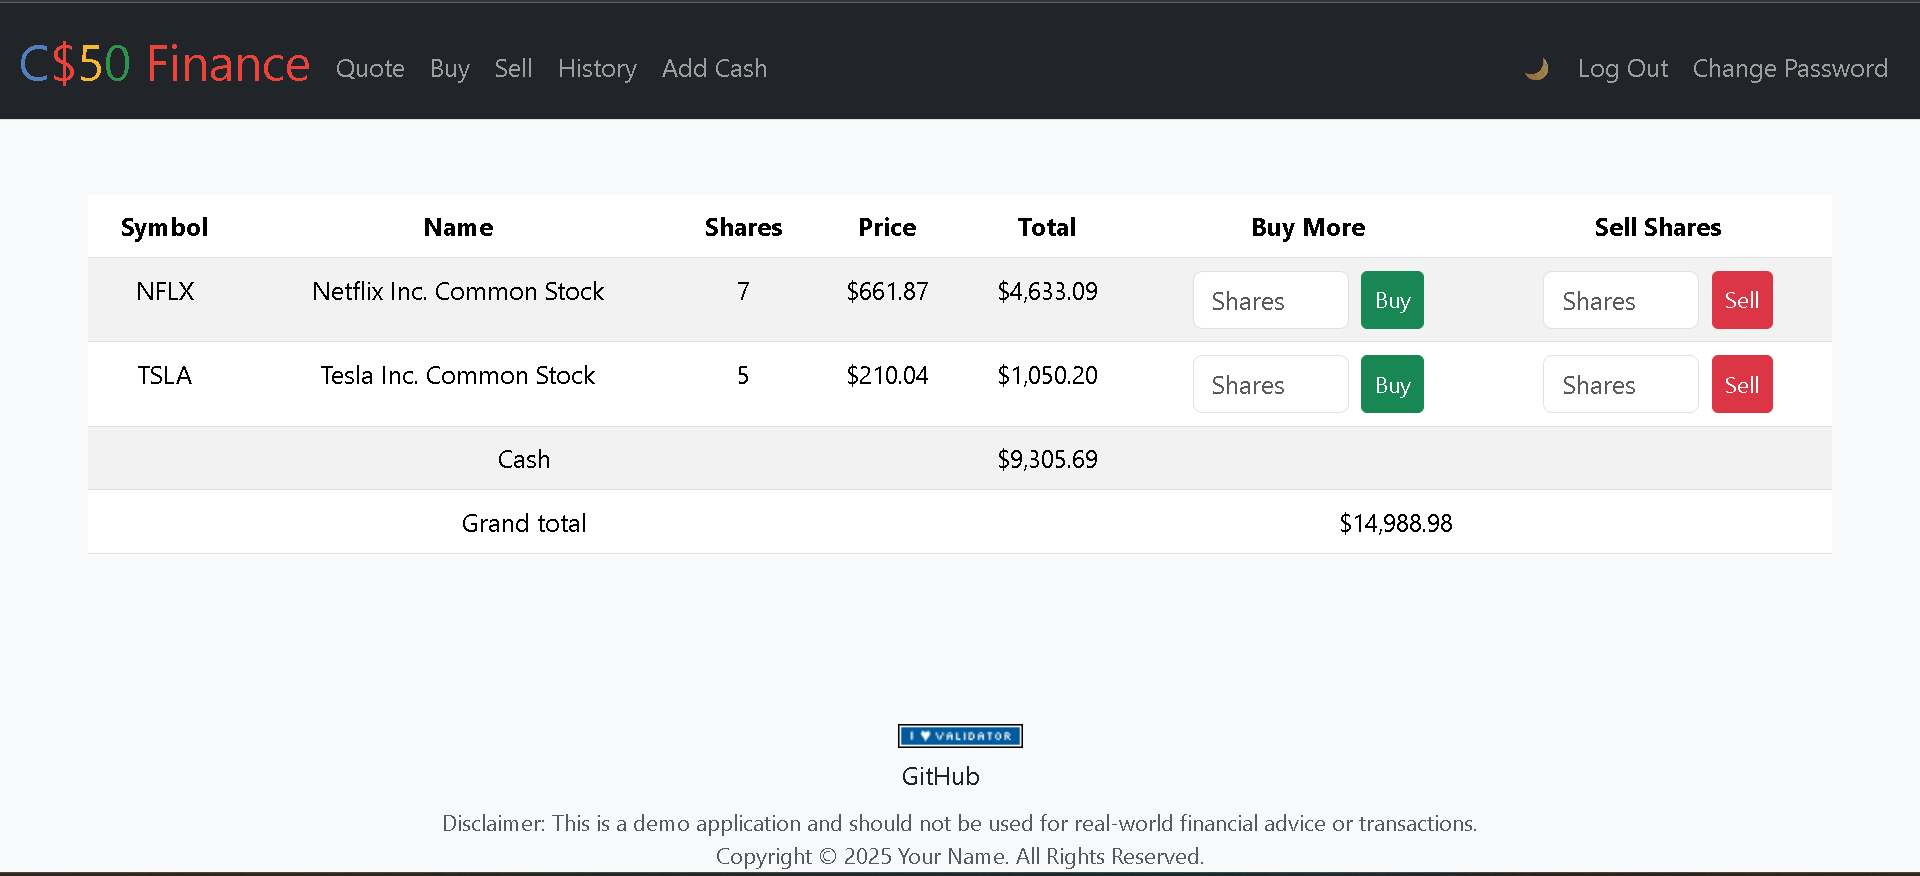 C$50 Finance Quote Buy Sell History Add Cash Log Out Change Password
Symbol Name Shares Price Total Buy More Sell Shares
NFLX Netflix Inc. Common Stock 7 $661.87 $4,633.09 Shares Buy Shares Sell
TSLA Tesla Inc. Common Stock 5 $210.04 $1,050.20 Shares Buy Shares Sell
Cash $9,305.69
Grand total $14,988.98
I ♥ VALIDATOR
GitHub
Disclaimer: This is a demo application and should not be used for real-world financial advice or transactions.
Copyright © 2025 Your Name. All Rights Reserved.